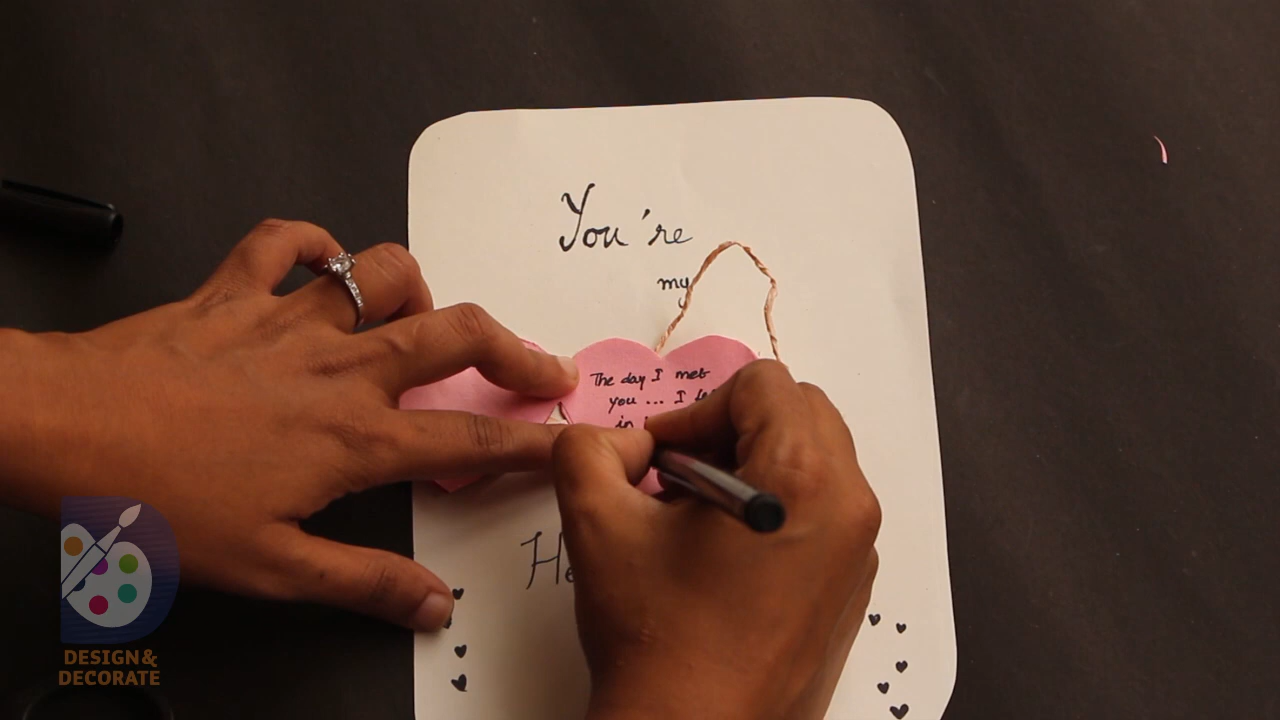 You're
my
The day I met
you ... I
in
DESIGN&
DECORATE